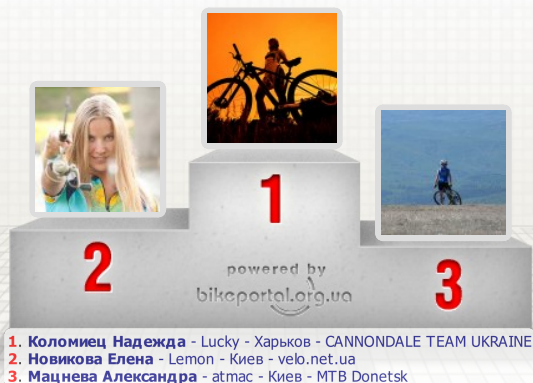 1
2
3
powered by
bikeportal.org.ua
1. Коломиец Надежда - Lucky - Харьков - CANNONDALE TEAM UKRAINE
2. Новикова Елена - Lemon - Киев - velo.net.ua
3. Мацнева Александра - atmac - Киев - MTB Donetsk